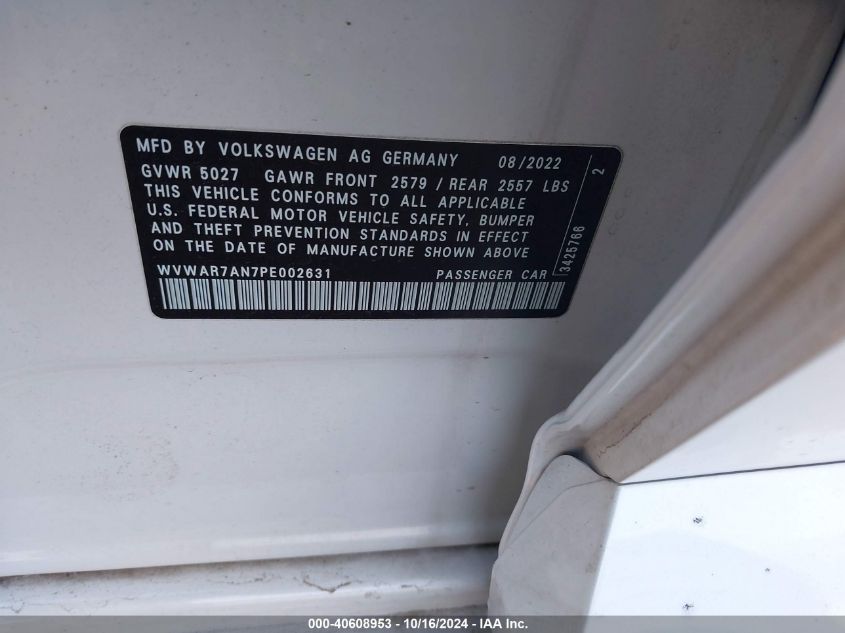 MFD BY VOLKSWAGEN AG GERMANY 08/2022
GVWR 5027 GAWR FRONT 2579 / REAR 2557 LBS
THIS VEHICLE CONFORMS TO ALL APPLICABLE
U.S. FEDERAL MOTOR VEHICLE SAFETY, BUMPER
AND THEFT PREVENTION STANDARDS IN EFFECT
ON THE DATE OF MANUFACTURE SHOWN ABOVE
WVWAR7AN7PE002631 PASSENGER CAR
3425766
2
000-40608953 - 10/16/2024 - IAA Inc.